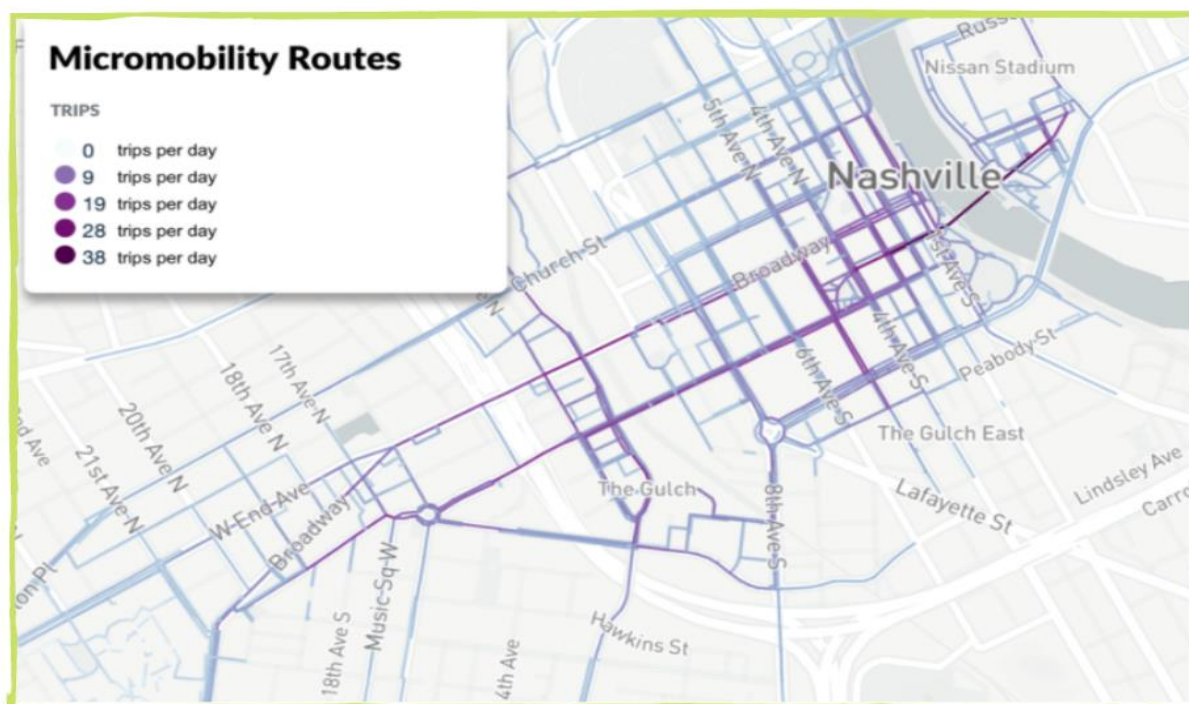 Micromobility Routes
TRIPS
0 trips per day
9 trips per day
19 trips per day
28 trips per day
38 trips per day
Nissan Stadium
5th Ave N
4th Ave N
Nashville
Church St
Broadway
1st Ave S
4th Ave S
6th Ave S
Peabody St
17th Ave N
18th Ave N
20th Ave N
21st Ave N
The Gulch East
W End Ave
Broadway
The Gulch
8th Ave S
Lafayette St
Lindsley Ave
Music Sq W
18th Ave S
Hawkins St
4th Ave